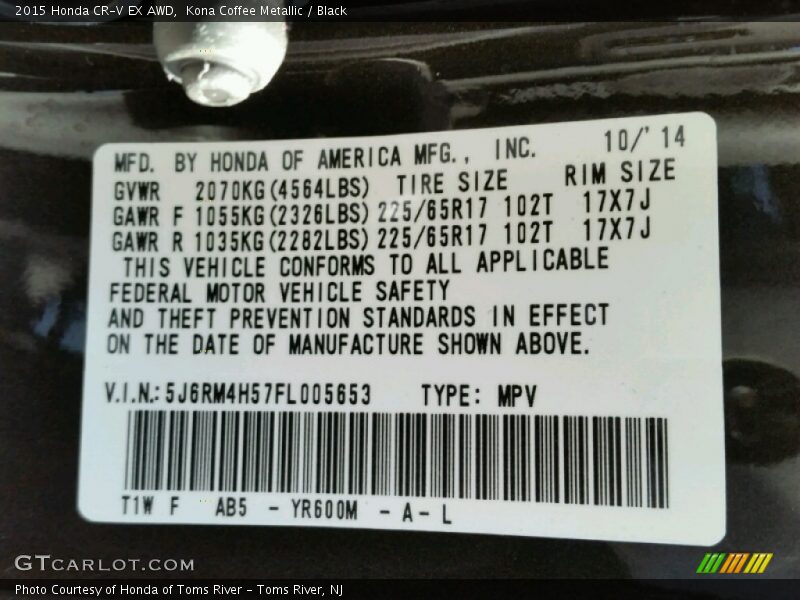 2015 Honda CR-V EX AWD,  Kona Coffee Metallic / Black
10/'14
MFD. BY HONDA OF AMERICA MFG., INC.
GVWR 2070KG(4564LBS) TIRE SIZE RIM SIZE
GAWR F 1055KG(2326LBS) 225/65R17 102T 17X7J
GAWR R 1035KG(2282LBS) 225/65R17 102T 17X7J
THIS VEHICLE CONFORMS TO ALL APPLICABLE
FEDERAL MOTOR VEHICLE SAFETY
AND THEFT PREVENTION STANDARDS IN EFFECT
ON THE DATE OF MANUFACTURE SHOWN ABOVE.
V.I.N.: 5J6RM4H57FL005653 TYPE: MPV
T1W F AB5 - YR600M - A - L
GTCARLOT.COM
Photo Courtesy of Honda of Toms River - Toms River, NJ